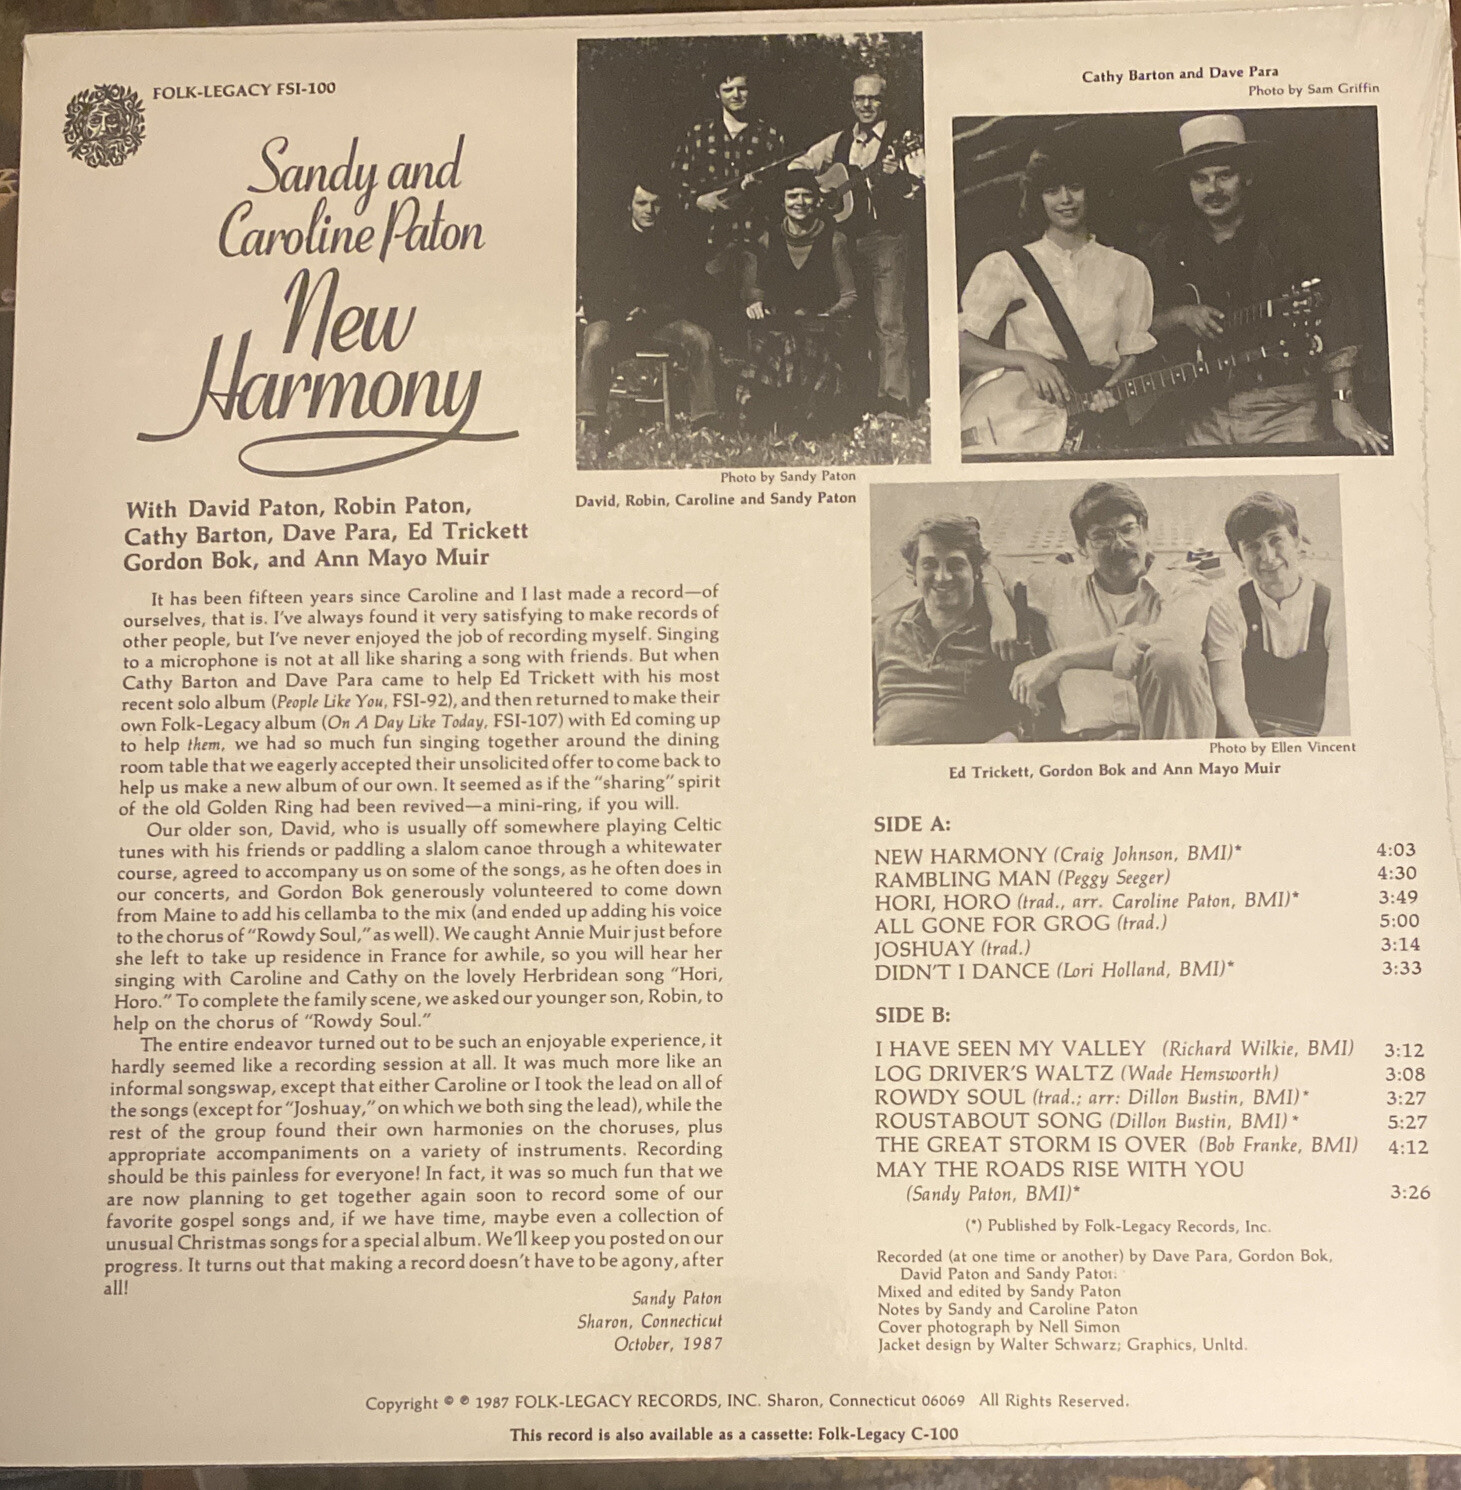 FOLK-LEGACY FSI-100
Sandy and
Caroline Paton
New
Harmony
With David Paton, Robin Paton,
Cathy Barton, Dave Para, Ed Trickett
Gordon Bok, and Ann Mayo Muir
It has been fifteen years since Caroline and I last made a record—of
ourselves, that is. I've always found it very satisfying to make records of
other people, but I've never enjoyed the job of recording myself. Singing
to a microphone is not at all like sharing a song with friends. But when
Cathy Barton and Dave Para came to help Ed Trickett with his most
recent solo album (People Like You, FSI-92), and then returned to make their
own Folk-Legacy album (On A Day Like Today, FSI-107) with Ed coming up
to help them, we had so much fun singing together around the dining
room table that we eagerly accepted their unsolicited offer to come back to
help us make a new album of our own. It seemed as if the "sharing" spirit
of the old Golden Ring had been revived—a mini-ring, if you will.
Our older son, David, who is usually off somewhere playing Celtic
tunes with his friends or paddling a slalom canoe through a whitewater
course, agreed to accompany us on some of the songs, as he often does in
our concerts, and Gordon Bok generously volunteered to come down
from Maine to add his cellamba to the mix (and ended up adding his voice
to the chorus of "Rowdy Soul," as well). We caught Annie Muir just before
she left to take up residence in France for awhile, so you will hear her
singing with Caroline and Cathy on the lovely Herbridean song "Hori,
Horo." To complete the family scene, we asked our younger son, Robin, to
help on the chorus of "Rowdy Soul."
The entire endeavor turned out to be such an enjoyable experience, it
hardly seemed like a recording session at all. It was much more like an
informal songswap, except that either Caroline or I took the lead on all of
the songs (except for "Joshuay," on which we both sing the lead), while the
rest of the group found their own harmonies on the choruses, plus
appropriate accompaniments on a variety of instruments. Recording
should be this painless for everyone! In fact, it was so much fun that we
are now planning to get together again soon to record some of our
favorite gospel songs and, if we have time, maybe even a collection of
unusual Christmas songs for a special album. We'll keep you posted on our
progress. It turns out that making a record doesn't have to be agony, after
all!
Sandy Paton
Sharon, Connecticut
October, 1987
Photo by Sandy Paton
David, Robin, Caroline and Sandy Paton
Cathy Barton and Dave Para
Photo by Sam Griffin
Photo by Ellen Vincent
Ed Trickett, Gordon Bok and Ann Mayo Muir
SIDE A:
NEW HARMONY (Craig Johnson, BMI)* 4:03
RAMBLING MAN (Peggy Seeger) 4:30
HORI, HORO (trad., arr. Caroline Paton, BMI)* 3:49
ALL GONE FOR GROG (trad.) 5:00
JOSHUAY (trad.) 3:14
DIDN'T I DANCE (Lori Holland, BMI)* 3:33
SIDE B:
I HAVE SEEN MY VALLEY (Richard Wilkie, BMI) 3:12
LOG DRIVER'S WALTZ (Wade Hemsworth) 3:08
ROWDY SOUL (trad.; arr: Dillon Bustin, BMI)* 3:27
ROUSTABOUT SONG (Dillon Bustin, BMI)* 5:27
THE GREAT STORM IS OVER (Bob Franke, BMI) 4:12
MAY THE ROADS RISE WITH YOU
(Sandy Paton, BMI)* 3:26
(*) Published by Folk-Legacy Records, Inc.
Recorded (at one time or another) by Dave Para, Gordon Bok,
David Paton and Sandy Paton.
Mixed and edited by Sandy Paton
Notes by Sandy and Caroline Paton
Cover photograph by Nell Simon
Jacket design by Walter Schwarz; Graphics, Unltd.
Copyright © ℗ 1987 FOLK-LEGACY RECORDS, INC. Sharon, Connecticut 06069 All Rights Reserved.
This record is also available as a cassette: Folk-Legacy C-100